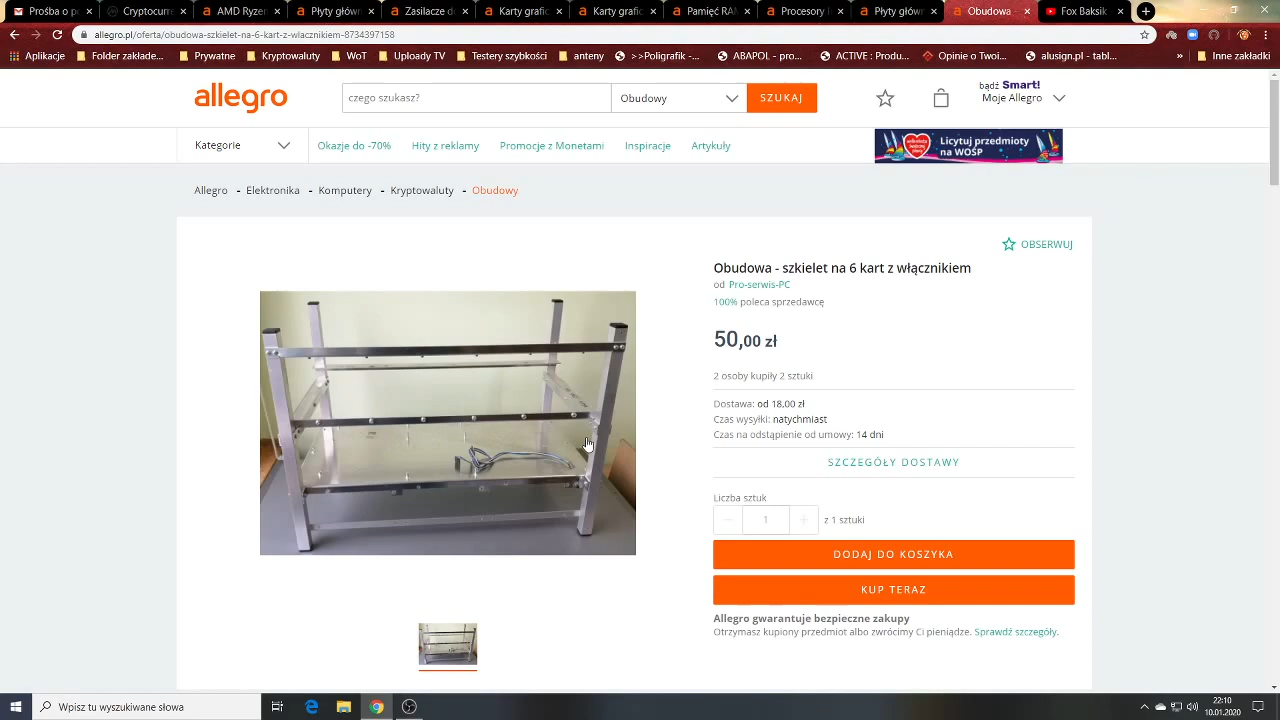 Prośba o p
Cryptocurre
AMD Ryzen
Płyty główn
Zasilacze d
Karty grafic
Karty grafic
Pamięć RA
Procesory i
Płyty główn
Obudowa
Fox Baksik
allegro.pl/oferta/obudowa-szkielet-na-6-kart-z-wlacznikiem-8734397158
Aplikacje
Folder zakładek
Prywatne
Kryptowaluty
WoT
Uploady TV
Testery szybkości
anteny
>>Poligrafik -...
ABAPOL - pro...
ACTIVE : Produ...
Opinie o Twoi...
alusign.pl - tabl...
Inne zakładki
allegro
czego szukasz?
Obudowy
SZUKAJ
bądź Smart!
Moje Allegro
Kategorie
Okazje do -70%
Hity z reklamy
Promocje z Monetami
Inspiracje
Artykuły
Licytuj przedmioty
na WOŚP
Allegro - Elektronika - Komputery - Kryptowaluty - Obudowy
OBSERWUJ
Obudowa - szkielet na 6 kart z włącznikiem
od Pro-serwis-PC
100% poleca sprzedawcę
50,00 zł
2 osoby kupiły 2 sztuki
Dostawa: od 18,00 zł
Czas wysyłki: natychmiast
Czas na odstąpienie od umowy: 14 dni
SZCZEGÓŁY DOSTAWY
Liczba sztuk
− 1 + z 1 sztuki
DODAJ DO KOSZYKA
KUP TERAZ
Allegro gwarantuje bezpieczne zakupy
Otrzymasz kupiony przedmiot albo zwrócimy Ci pieniądze. Sprawdź szczegóły.
Wpisz tu wyszukiwane słowa
22:10
10.01.2020